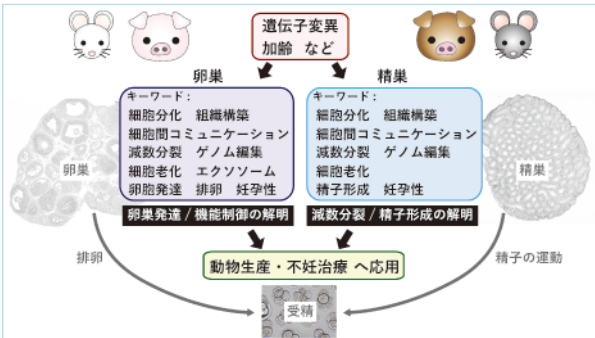 遺伝子変異
加齢 など
卵巣
精巣
キーワード：
細胞分化 組織構築
細胞間コミュニケーション
減数分裂 ゲノム編集
細胞老化 エクソソーム
卵胞発達 排卵 妊孕性
キーワード：
細胞分化 組織構築
細胞間コミュニケーション
減数分裂 ゲノム編集
細胞老化
精子形成 妊孕性
卵巣
精巣
卵巣発達 / 機能制御の解明
減数分裂 / 精子形成の解明
排卵
動物生産・不妊治療 へ応用
精子の運動
受精